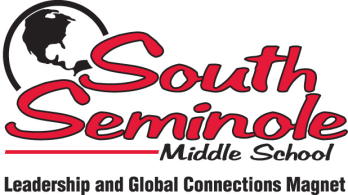 South
Seminole
Middle School
Leadership and Global Connections Magnet